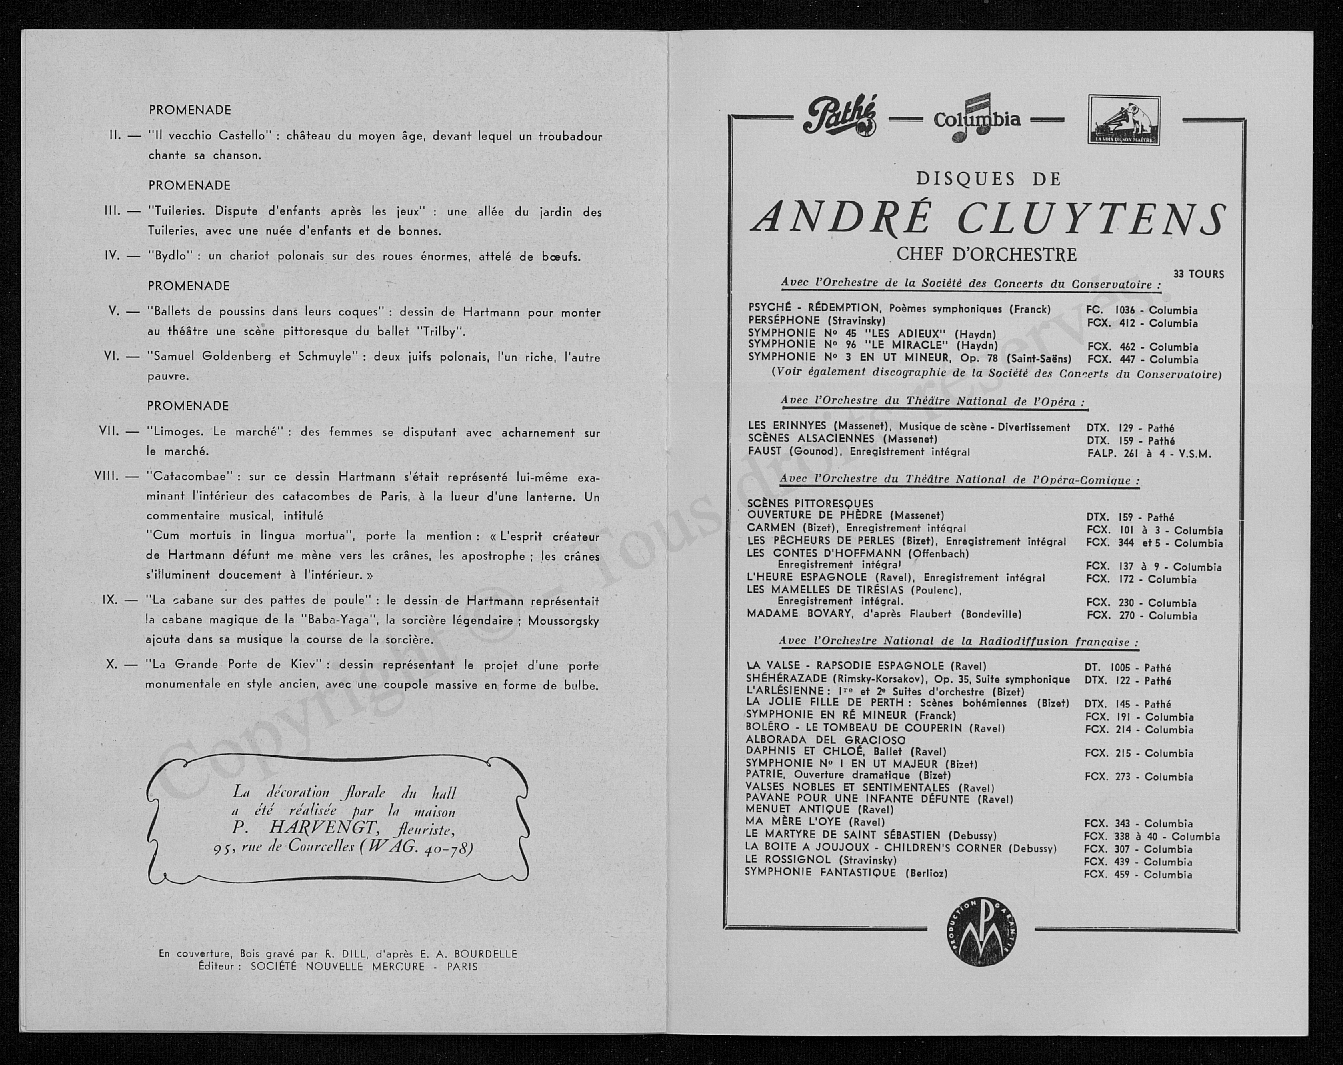 PROMENADE
II. — "Il vecchio Castello" : château du moyen âge, devant lequel un troubadour
chante sa chanson.
PROMENADE
III. — "Tuileries. Dispute d'enfants après les jeux" : une allée du jardin des
Tuileries, avec une nuée d'enfants et de bonnes.
IV. — "Bydlo" : un chariot polonais sur des roues énormes, attelé de bœufs.
PROMENADE
V. — "Ballets de poussins dans leurs coques" : dessin de Hartmann pour monter
au théâtre une scène pittoresque du ballet "Trilby".
VI. — "Samuel Goldenberg et Schmuyle" : deux juifs polonais, l'un riche, l'autre
pauvre.
PROMENADE
VII. — "Limoges. Le marché" : des femmes se disputant avec acharnement sur
le marché.
VIII. — "Catacombae" : sur ce dessin Hartmann s'était représenté lui-même exa-
minant l'intérieur des catacombes de Paris, à la lueur d'une lanterne. Un
commentaire musical, intitulé
"Cum mortuis in lingua mortua", porte la mention : « L'esprit créateur
de Hartmann défunt me mène vers les crânes, les apostrophe ; les crânes
s'illuminent doucement à l'intérieur. »
IX. — "La cabane sur des pattes de poule" : le dessin de Hartmann représentait
la cabane magique de la "Baba-Yaga", la sorcière légendaire ; Moussorgsky
ajouta dans sa musique la course de la sorcière.
X. — "La Grande Porte de Kiev" : dessin représentant le projet d'une porte
monumentale en style ancien, avec une coupole massive en forme de bulbe.
La décoration florale du hall
a été réalisée par la maison
P. HARVENGT, fleuriste,
95, rue de Courcelles (WAG. 40-78)
En couverture, Bois gravé par R. DILL, d'après E. A. BOURDELLE
Éditeur : SOCIÉTÉ NOUVELLE MERCURE - PARIS
Pathé Columbia LA VOIX DE SON MAITRE
DISQUES DE
ANDRÉ CLUYTENS
CHEF D'ORCHESTRE
33 TOURS
Avec l'Orchestre de la Société des Concerts du Conservatoire :
PSYCHÉ - RÉDEMPTION, Poèmes symphoniques (Franck) FC. 1036 - Columbia
PERSÉPHONE (Stravinsky) FCX. 412 - Columbia
SYMPHONIE No 45 "LES ADIEUX" (Haydn)
SYMPHONIE No 96 "LE MIRACLE" (Haydn) FCX. 462 - Columbia
SYMPHONIE No 3 EN UT MINEUR, Op. 78 (Saint-Saëns) FCX. 447 - Columbia
(Voir également discographie de la Société des Concerts du Conservatoire)
Avec l'Orchestre du Théâtre National de l'Opéra :
LES ERINNYES (Massenet), Musique de scène - Divertissement DTX. 129 - Pathé
SCÈNES ALSACIENNES (Massenet) DTX. 159 - Pathé
FAUST (Gounod), Enregistrement intégral FALP. 261 à 4 - V.S.M.
Avec l'Orchestre du Théâtre National de l'Opéra-Comique :
SCÈNES PITTORESQUES
OUVERTURE DE PHÈDRE (Massenet) DTX. 159 - Pathé
CARMEN (Bizet), Enregistrement intégral FCX. 101 à 3 - Columbia
LES PÊCHEURS DE PERLES (Bizet), Enregistrement intégral FCX. 344 et 5 - Columbia
LES CONTES D'HOFFMANN (Offenbach)
Enregistrement intégral FCX. 137 à 9 - Columbia
L'HEURE ESPAGNOLE (Ravel), Enregistrement intégral FCX. 172 - Columbia
LES MAMELLES DE TIRÉSIAS (Poulenc),
Enregistrement intégral. FCX. 230 - Columbia
MADAME BOVARY, d'après Flaubert (Bondeville) FCX. 270 - Columbia
Avec l'Orchestre National de la Radiodiffusion française :
LA VALSE - RAPSODIE ESPAGNOLE (Ravel) DT. 1005 - Pathé
SHÉHÉRAZADE (Rimsky-Korsakov), Op. 35, Suite symphonique DTX. 122 - Pathé
L'ARLÉSIENNE : 1re et 2e Suites d'orchestre (Bizet)
LA JOLIE FILLE DE PERTH : Scènes bohémiennes (Bizet) DTX. 145 - Pathé
SYMPHONIE EN RÉ MINEUR (Franck) FCX. 191 - Columbia
BOLÉRO - LE TOMBEAU DE COUPERIN (Ravel) FCX. 214 - Columbia
ALBORADA DEL GRACIOSO
DAPHNIS ET CHLOÉ, Ballet (Ravel) FCX. 215 - Columbia
SYMPHONIE No 1 EN UT MAJEUR (Bizet)
PATRIE, Ouverture dramatique (Bizet) FCX. 273 - Columbia
VALSES NOBLES ET SENTIMENTALES (Ravel)
PAVANE POUR UNE INFANTE DÉFUNTE (Ravel)
MENUET ANTIQUE (Ravel)
MA MÈRE L'OYE (Ravel) FCX. 343 - Columbia
LE MARTYRE DE SAINT SÉBASTIEN (Debussy) FCX. 338 à 40 - Columbia
LA BOITE A JOUJOUX - CHILDREN'S CORNER (Debussy) FCX. 307 - Columbia
LE ROSSIGNOL (Stravinsky) FCX. 439 - Columbia
SYMPHONIE FANTASTIQUE (Berlioz) FCX. 459 - Columbia
PRODUCTION GARANTIE
PM
Copyright © - Tous droits réservés.